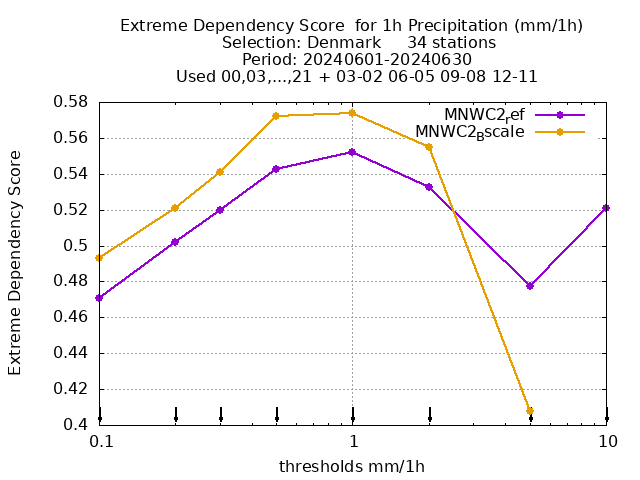 Extreme Dependency Score  for 1h Precipitation (mm/1h)
Selection: Denmark     34 stations
Period: 20240601-20240630
Used 00,03,...,21 + 03-02 06-05 09-08 12-11
MNWC2ref
MNWC2Bscale
0.58
0.56
0.54
0.52
0.5
0.48
0.46
0.44
0.42
0.4
Extreme Dependency Score
0.1
1
10
thresholds mm/1h